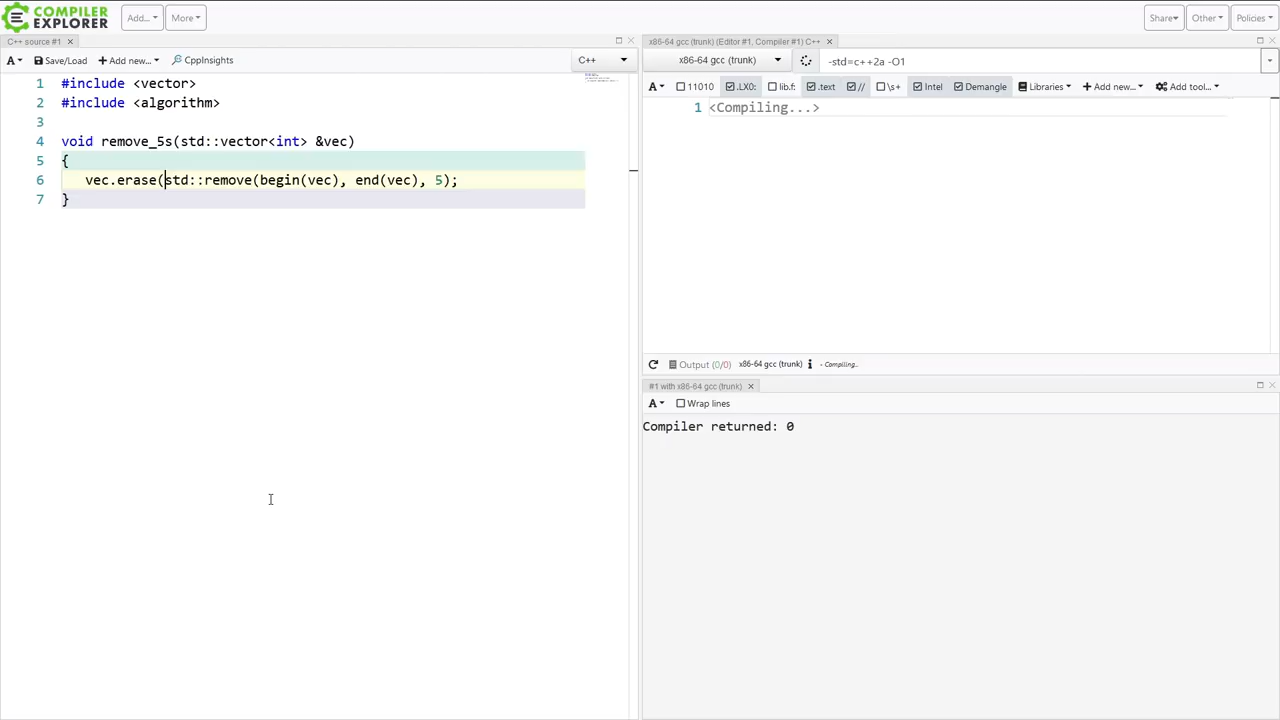 COMPILER EXPLORER
Add... More Share Other Policies
C++ source #1
A Save/Load Add new... CppInsights C++
1 #include <vector>
2 #include <algorithm>
3
4 void remove_5s(std::vector<int> &vec)
5 {
6 vec.erase(std::remove(begin(vec), end(vec), 5);
7 }
x86-64 gcc (trunk) (Editor #1, Compiler #1) C++
x86-64 gcc (trunk) -std=c++2a -O1
A 11010 .LX0: lib.f: .text // \s+ Intel Demangle Libraries Add new... Add tool...
1 <Compiling...>
Output (0/0) x86-64 gcc (trunk) i - Compiling..
#1 with x86-64 gcc (trunk)
A Wrap lines
Compiler returned: 0